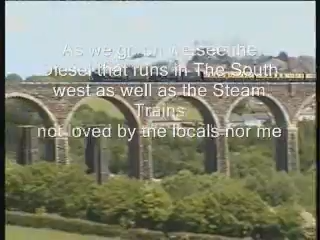 As we go on we see the
Diesel that runs in The South
west as well as the Steam
Trains
not loved by the locals nor me